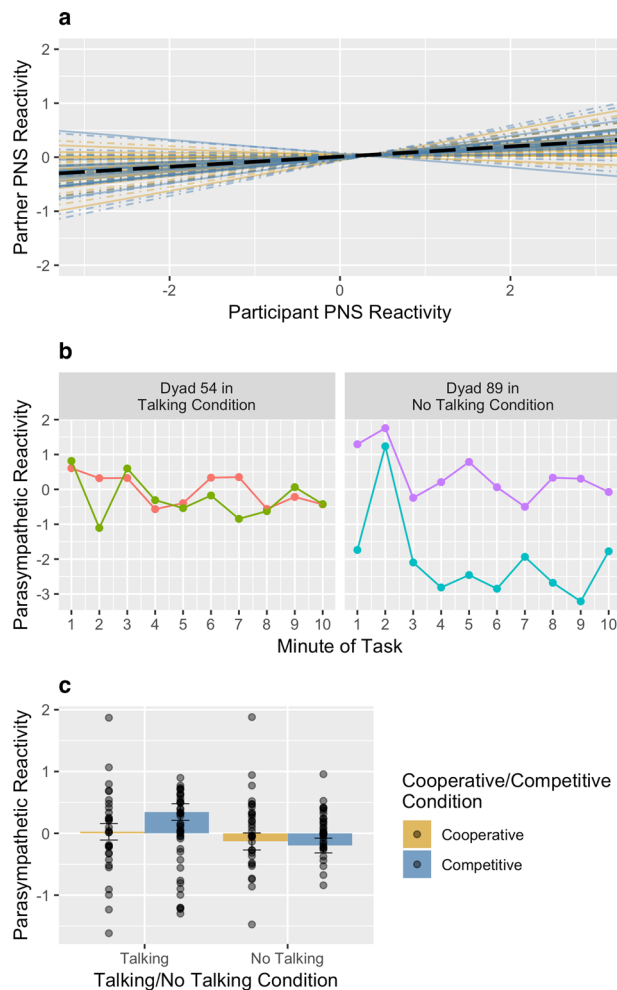 a
2
1
0
-1
-2
Partner PNS Reactivity
-2 0 2
Participant PNS Reactivity
b
Dyad 54 in
Talking Condition
Dyad 89 in
No Talking Condition
2
1
0
-1
-2
-3
Parasympathetic Reactivity
1 2 3 4 5 6 7 8 9 10
1 2 3 4 5 6 7 8 9 10
Minute of Task
c
2
1
0
-1
Parasympathetic Reactivity
Talking No Talking
Talking/No Talking Condition
Cooperative/Competitive
Condition
Cooperative
Competitive